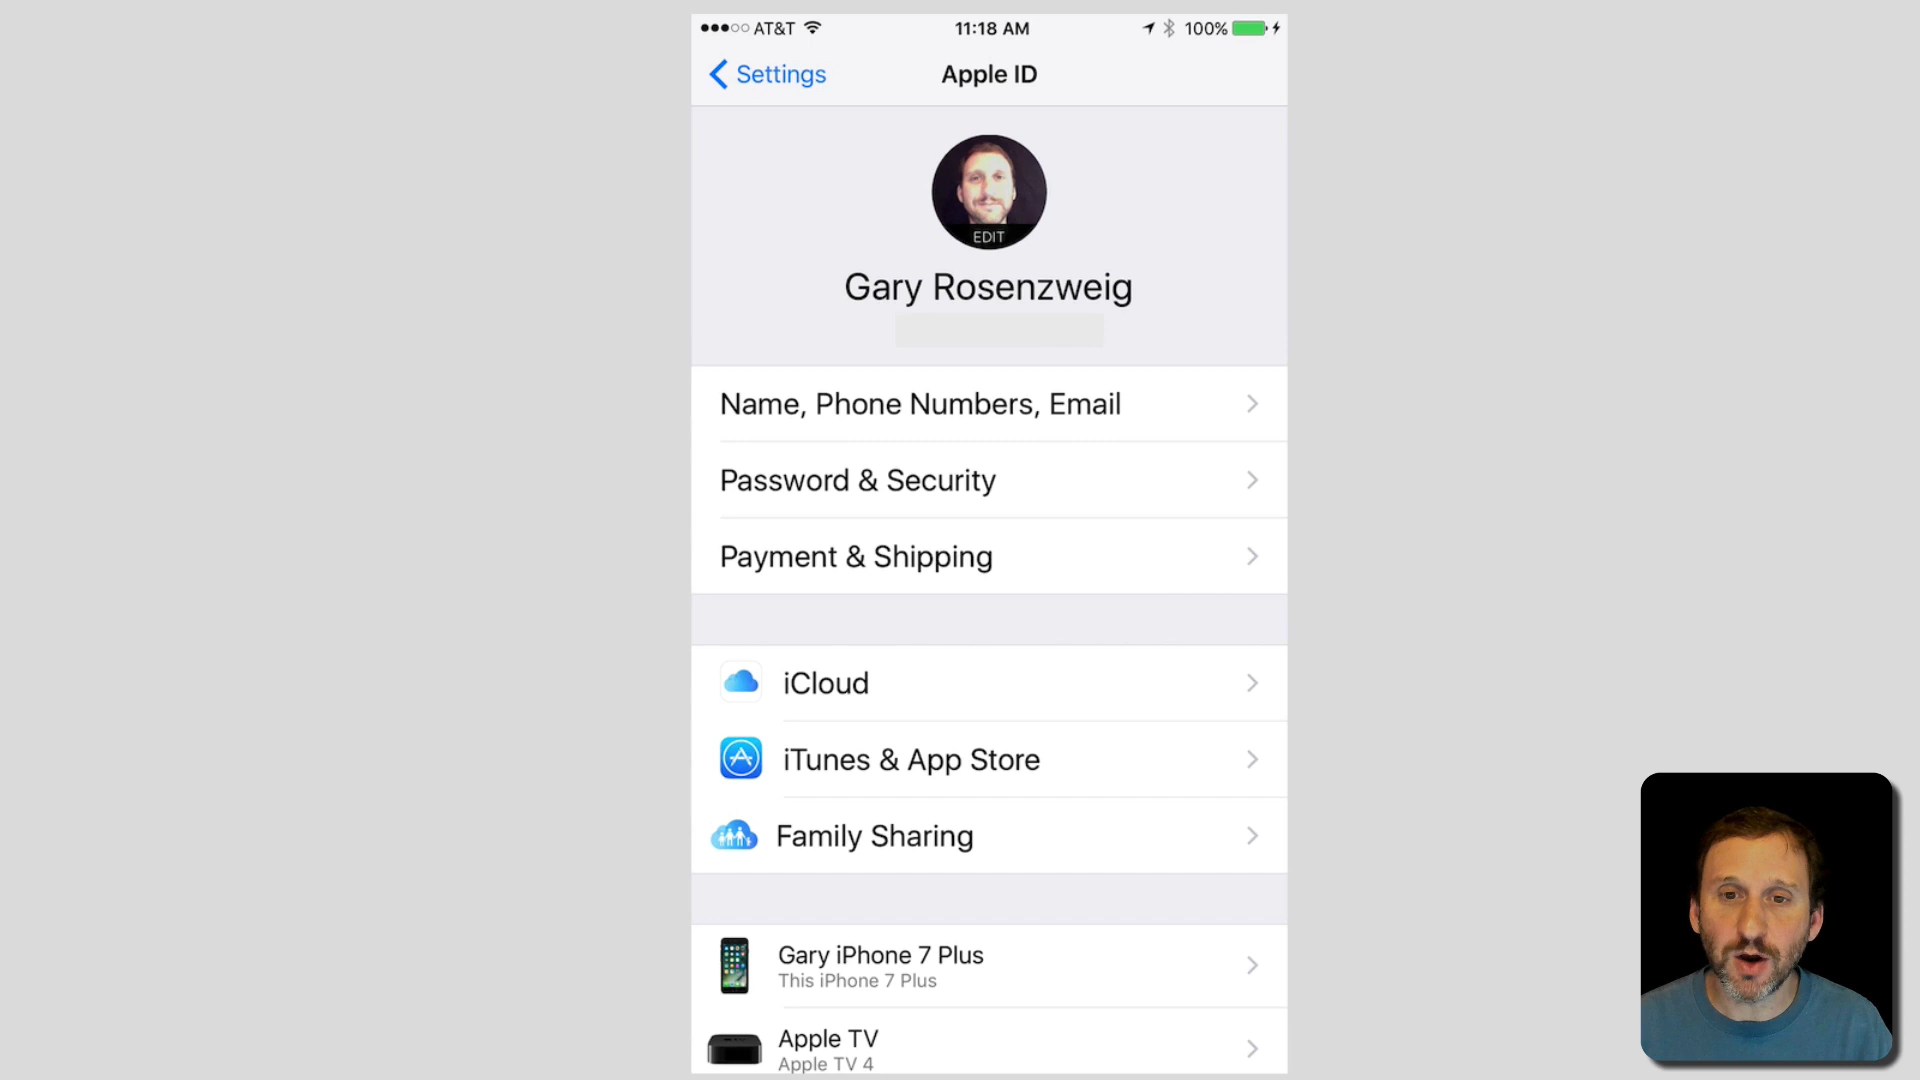 AT&T 11:18 AM 100%
Settings Apple ID
EDIT
Gary Rosenzweig
Name, Phone Numbers, Email
Password & Security
Payment & Shipping
iCloud
iTunes & App Store
Family Sharing
Gary iPhone 7 Plus
This iPhone 7 Plus
Apple TV
Apple TV 4